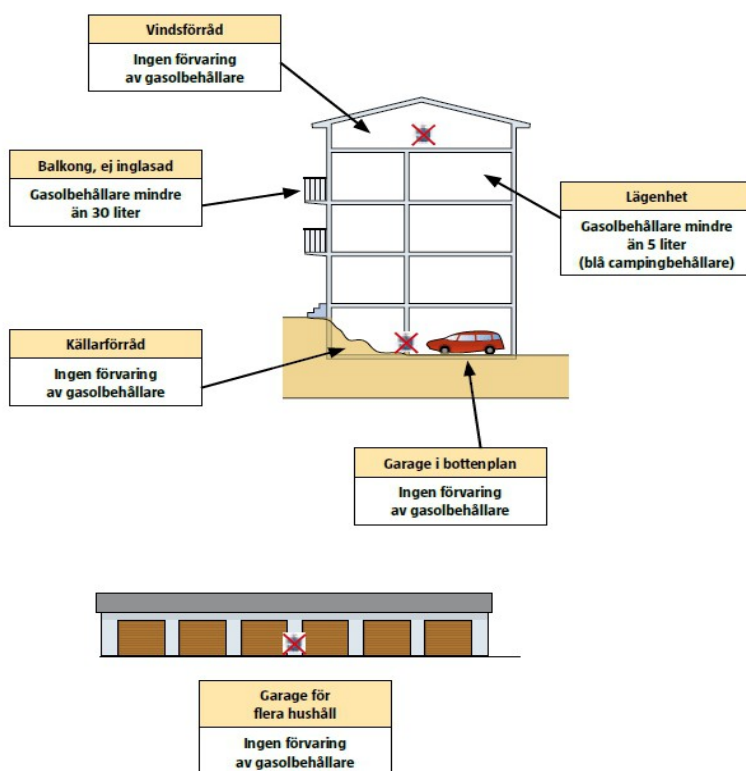 Vindsförråd
Ingen förvaring
av gasolbehållare
Balkong, ej inglasad
Gasolbehållare mindre
än 30 liter
Lägenhet
Gasolbehållare mindre
än 5 liter
(blå campingbehållare)
Källarförråd
Ingen förvaring
av gasolbehållare
Garage i bottenplan
Ingen förvaring
av gasolbehållare
Garage för
flera hushåll
Ingen förvaring
av gasolbehållare